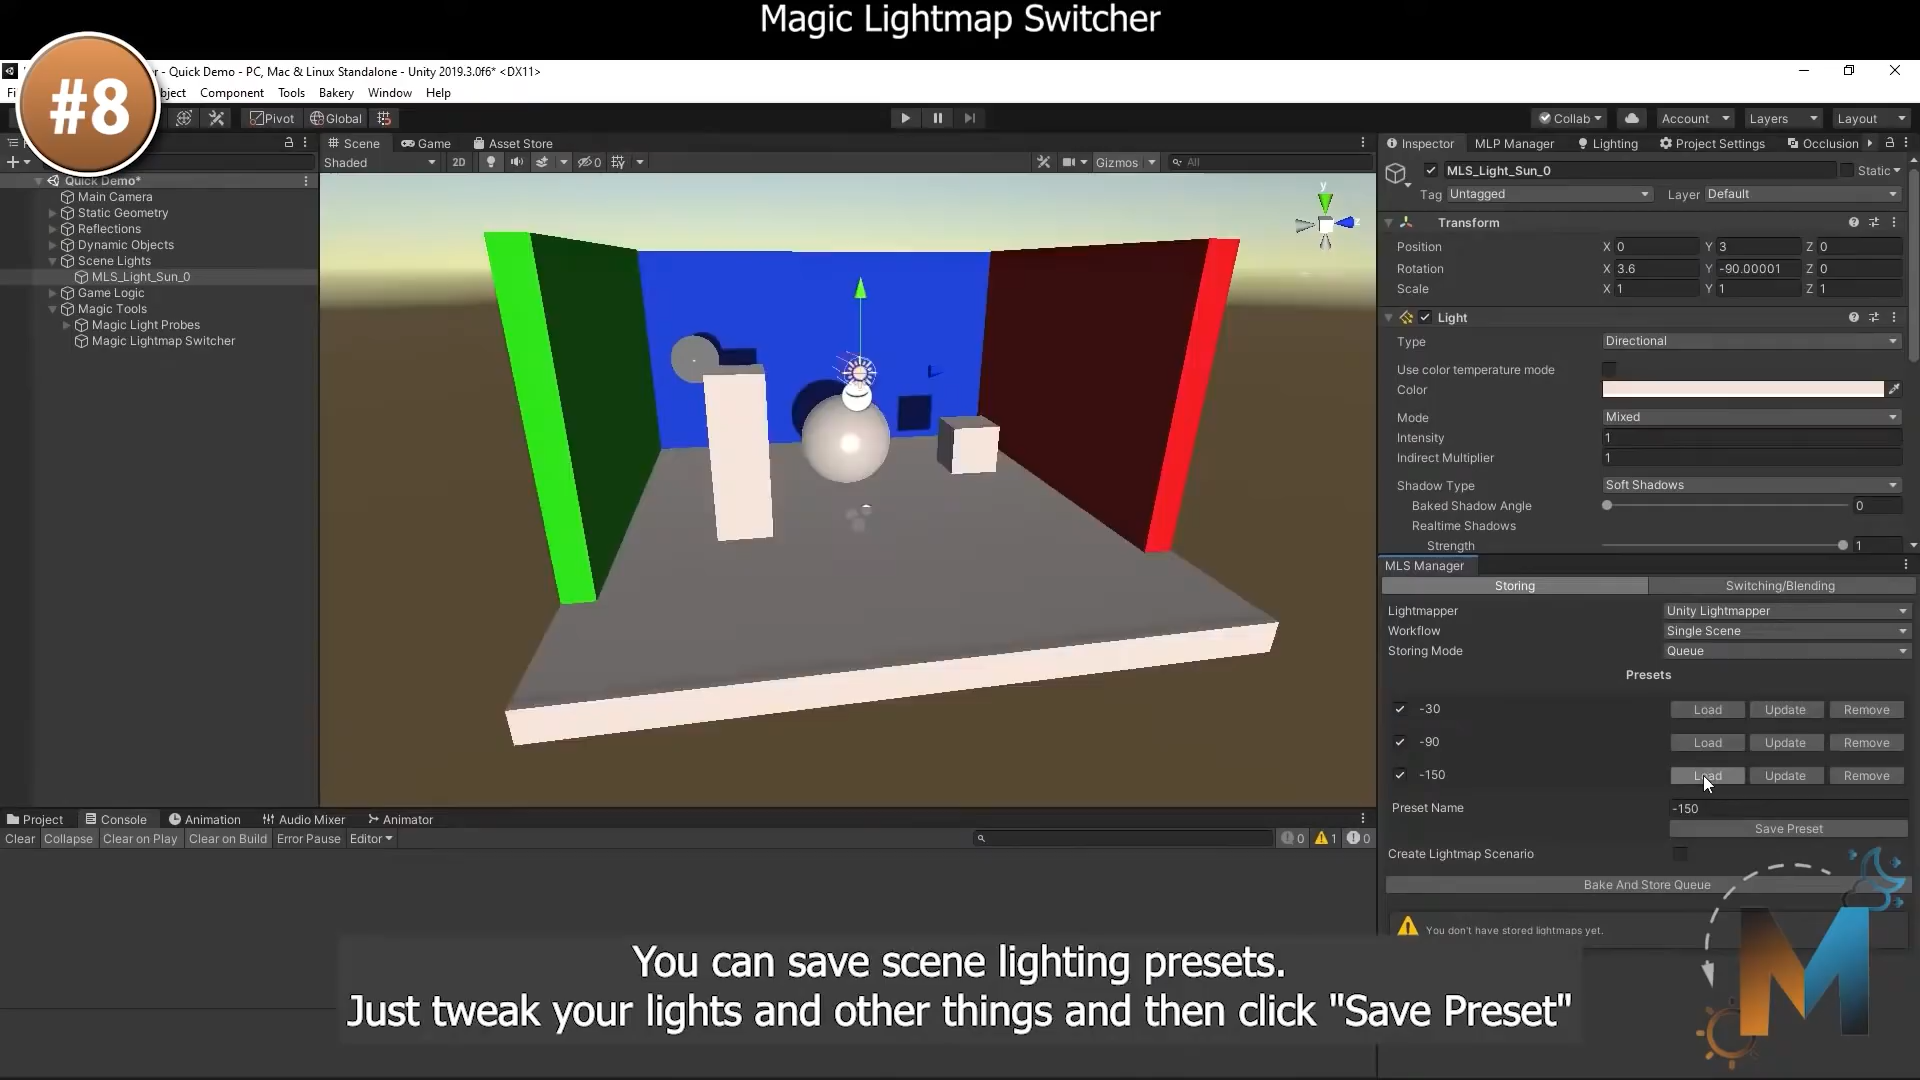 Magic Lightmap Switcher
#8
- Quick Demo - PC, Mac & Linux Standalone - Unity 2019.3.0f6* <DX11>
Component Tools Bakery Window Help
Pivot Global
Collab Account Layers Layout
Scene Game Asset Store
Shaded 2D 0 Gizmos All
Quick Demo*
Main Camera
Static Geometry
Reflections
Dynamic Objects
Scene Lights
MLS_Light_Sun_0
Game Logic
Magic Tools
Magic Light Probes
Magic Lightmap Switcher
y
Inspector MLP Manager Lighting Project Settings Occlusion
MLS_Light_Sun_0 Static
Tag Untagged Layer Default
Transform
Position X 0 Y 3 Z 0
Rotation X 3.6 Y -90.00001 Z 0
Scale X 1 Y 1 Z 1
Light
Type Directional
Use color temperature mode
Color
Mode Mixed
Intensity 1
Indirect Multiplier 1
Shadow Type Soft Shadows
Baked Shadow Angle 0
Realtime Shadows
Strength 1
MLS Manager
Storing Switching/Blending
Lightmapper Unity Lightmapper
Workflow Single Scene
Storing Mode Queue
Presets
-30 Load Update Remove
-90 Load Update Remove
-150 Load Update Remove
Preset Name -150
Save Preset
Create Lightmap Scenario
Bake And Store Queue
You don't have stored lightmaps yet.
Project Console Animation Audio Mixer Animator
Clear Collapse Clear on Play Clear on Build Error Pause Editor 0 1 0
You can save scene lighting presets.
Just tweak your lights and other things and then click "Save Preset"
M